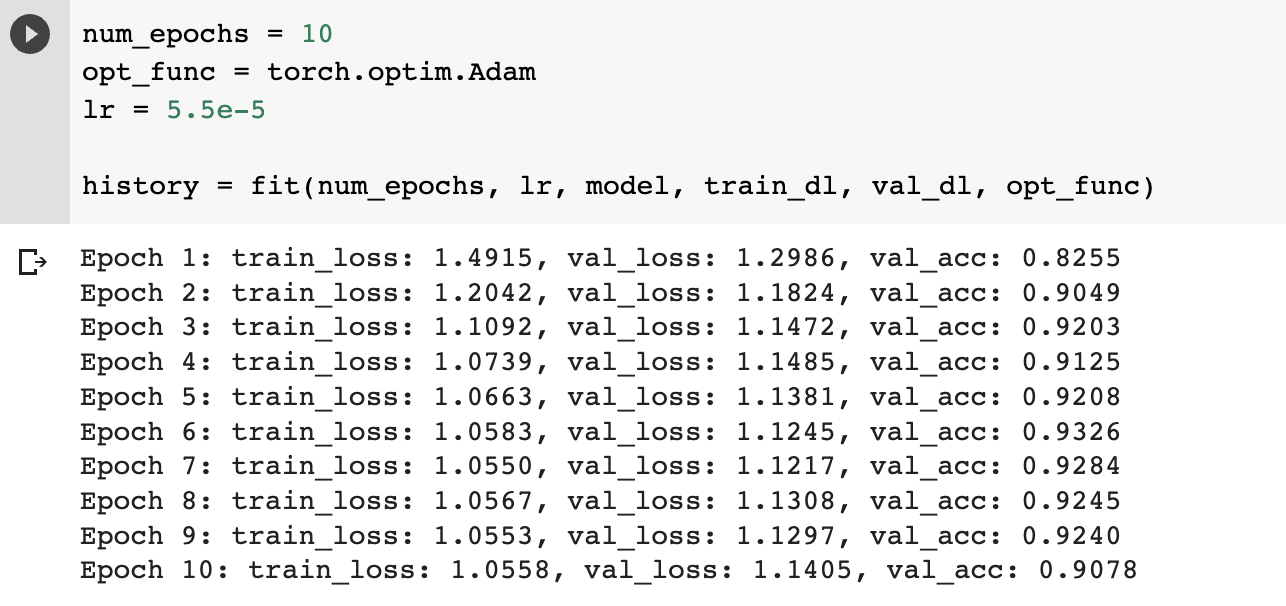 num_epochs = 10
opt_func = torch.optim.Adam
lr = 5.5e-5
history = fit(num_epochs, lr, model, train_dl, val_dl, opt_func)
Epoch 1: train_loss: 1.4915, val_loss: 1.2986, val_acc: 0.8255
Epoch 2: train_loss: 1.2042, val_loss: 1.1824, val_acc: 0.9049
Epoch 3: train_loss: 1.1092, val_loss: 1.1472, val_acc: 0.9203
Epoch 4: train_loss: 1.0739, val_loss: 1.1485, val_acc: 0.9125
Epoch 5: train_loss: 1.0663, val_loss: 1.1381, val_acc: 0.9208
Epoch 6: train_loss: 1.0583, val_loss: 1.1245, val_acc: 0.9326
Epoch 7: train_loss: 1.0550, val_loss: 1.1217, val_acc: 0.9284
Epoch 8: train_loss: 1.0567, val_loss: 1.1308, val_acc: 0.9245
Epoch 9: train_loss: 1.0553, val_loss: 1.1297, val_acc: 0.9240
Epoch 10: train_loss: 1.0558, val_loss: 1.1405, val_acc: 0.9078